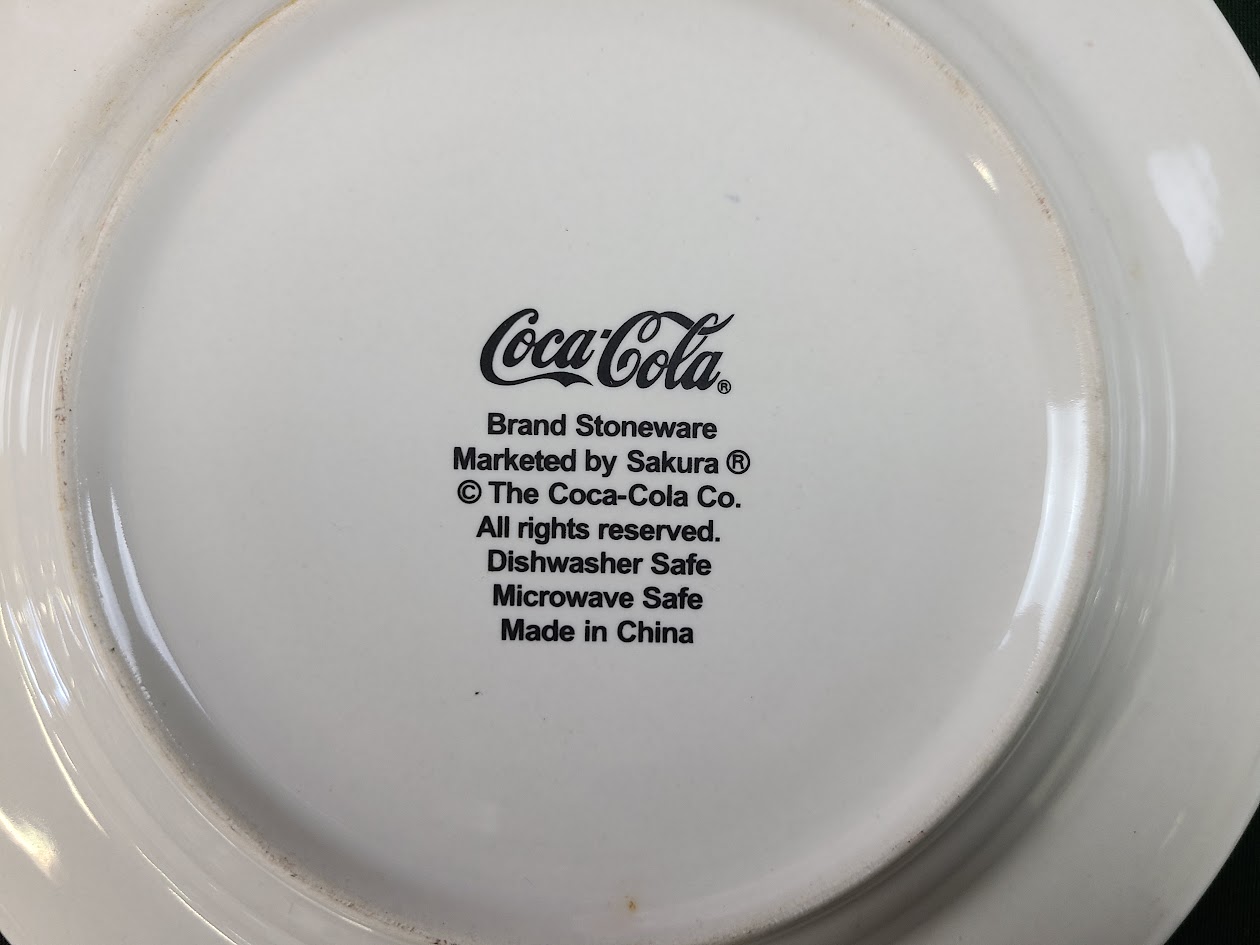 Coca-Cola®
Brand Stoneware
Marketed by Sakura ®
© The Coca-Cola Co.
All rights reserved.
Dishwasher Safe
Microwave Safe
Made in China